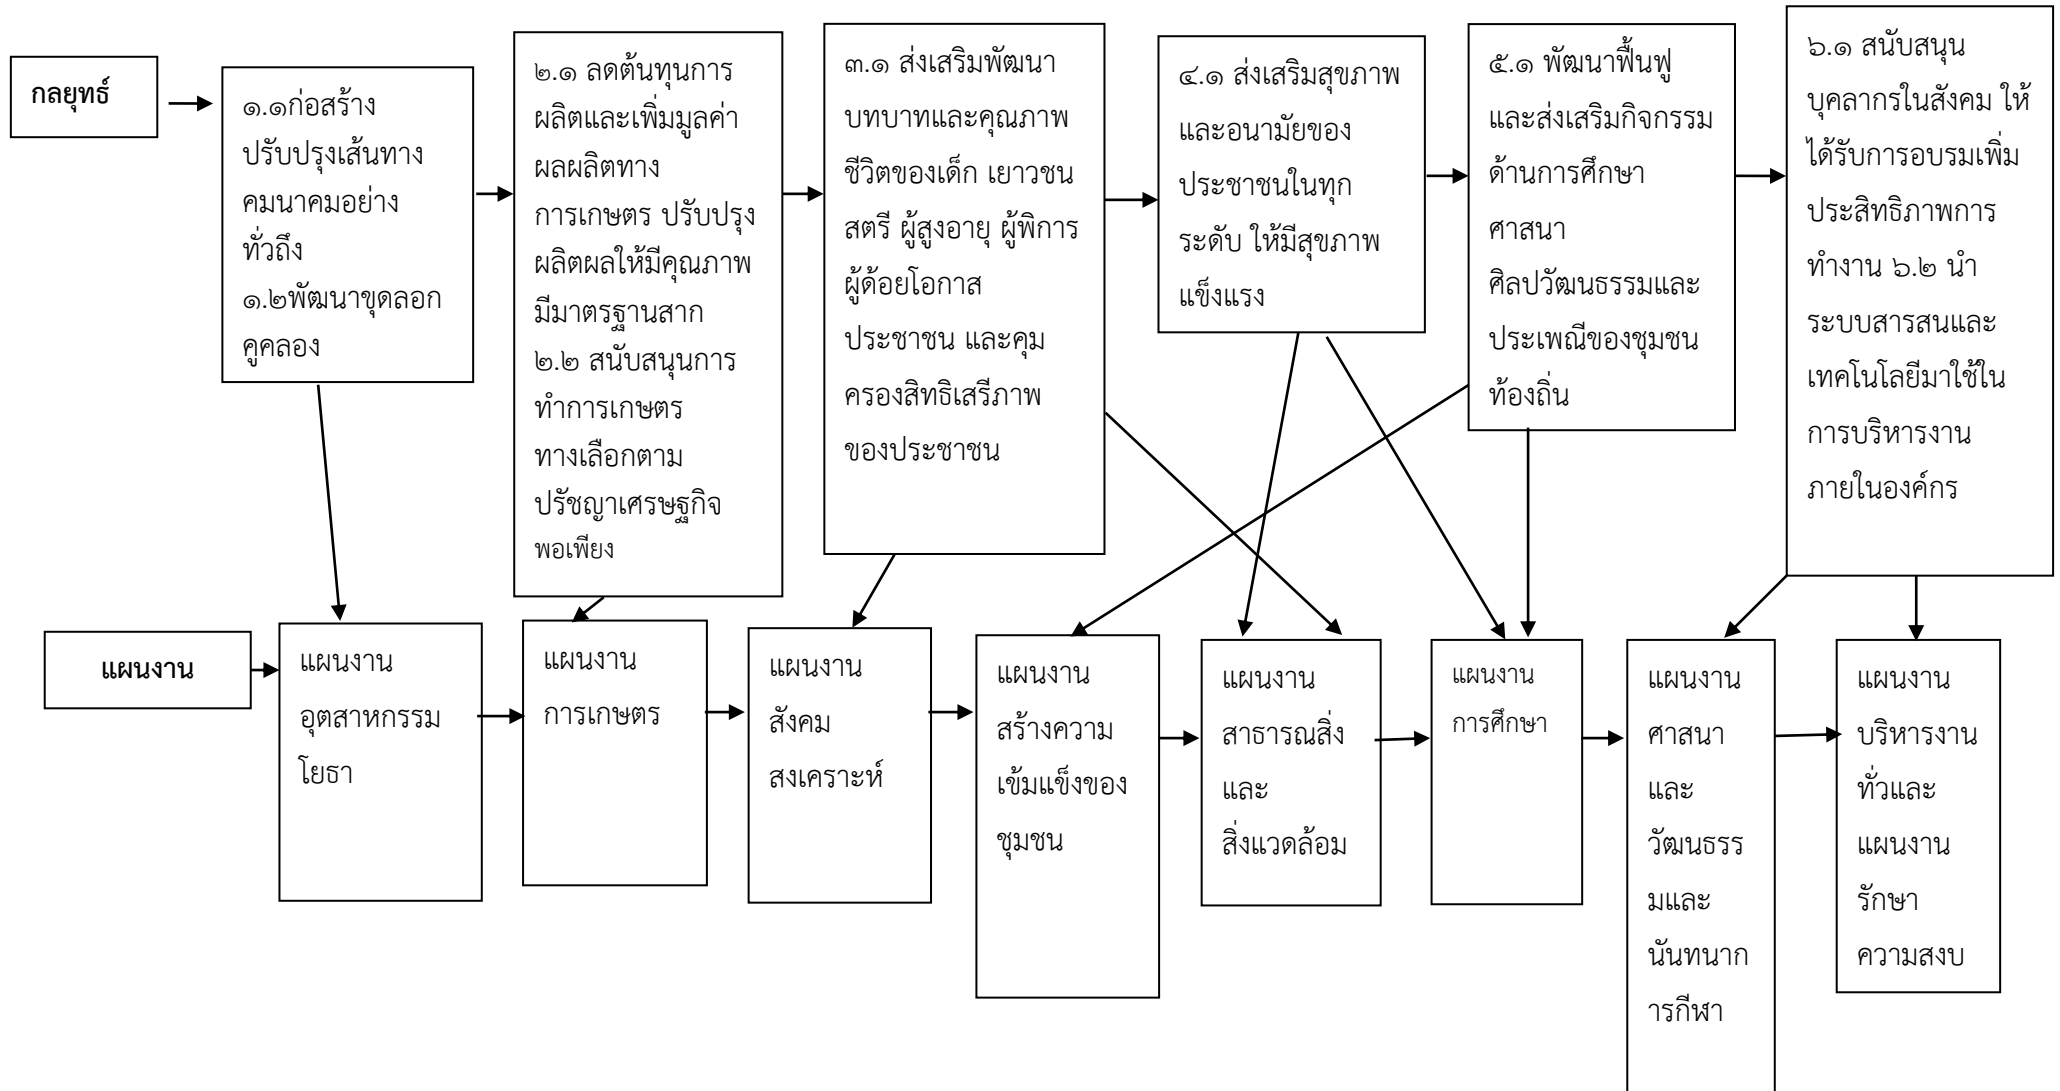 กลยุทธ์
๑.๑ก่อสร้าง
ปรับปรุงเส้นทาง
คมนาคมอย่าง
ทั่วถึง
๑.๒พัฒนาขุดลอก
คูคลอง
๒.๑ ลดต้นทุนการ
ผลิตและเพิ่มมูลค่า
ผลผลิตทาง
การเกษตร ปรับปรุง
ผลิตผลให้มีคุณภาพ
มีมาตรฐานสาก
๒.๒ สนับสนุนการ
ทำการเกษตร
ทางเลือกตาม
ปรัชญาเศรษฐกิจ
พอเพียง
๓.๑ ส่งเสริมพัฒนา
บทบาทและคุณภาพ
ชีวิตของเด็ก เยาวชน
สตรี ผู้สูงอายุ ผู้พิการ
ผู้ด้อยโอกาส
ประชาชน และคุม
ครองสิทธิเสรีภาพ
ของประชาชน
๔.๑ ส่งเสริมสุขภาพ
และอนามัยของ
ประชาชนในทุก
ระดับ ให้มีสุขภาพ
แข็งแรง
๕.๑ พัฒนาฟื้นฟู
และส่งเสริมกิจกรรม
ด้านการศึกษา
ศาสนา
ศิลปวัฒนธรรมและ
ประเพณีของชุมชน
ท้องถิ่น
๖.๑ สนับสนุน
บุคลากรในสังคม ให้
ได้รับการอบรมเพิ่ม
ประสิทธิภาพการ
ทำงาน ๖.๒ นำ
ระบบสารสนและ
เทคโนโลยีมาใช้ใน
การบริหารงาน
ภายในองค์กร
แผนงาน
แผนงาน
อุตสาหกรรม
โยธา
แผนงาน
การเกษตร
แผนงาน
สังคม
สงเคราะห์
แผนงาน
สร้างความ
เข้มแข็งของ
ชุมชน
แผนงาน
สาธารณสิ่ง
และ
สิ่งแวดล้อม
แผนงาน
การศึกษา
แผนงาน
ศาสนา
และ
วัฒนธรร
มและ
นันทนาก
ารกีฬา
แผนงาน
บริหารงาน
ทั่วและ
แผนงาน
รักษา
ความสงบ